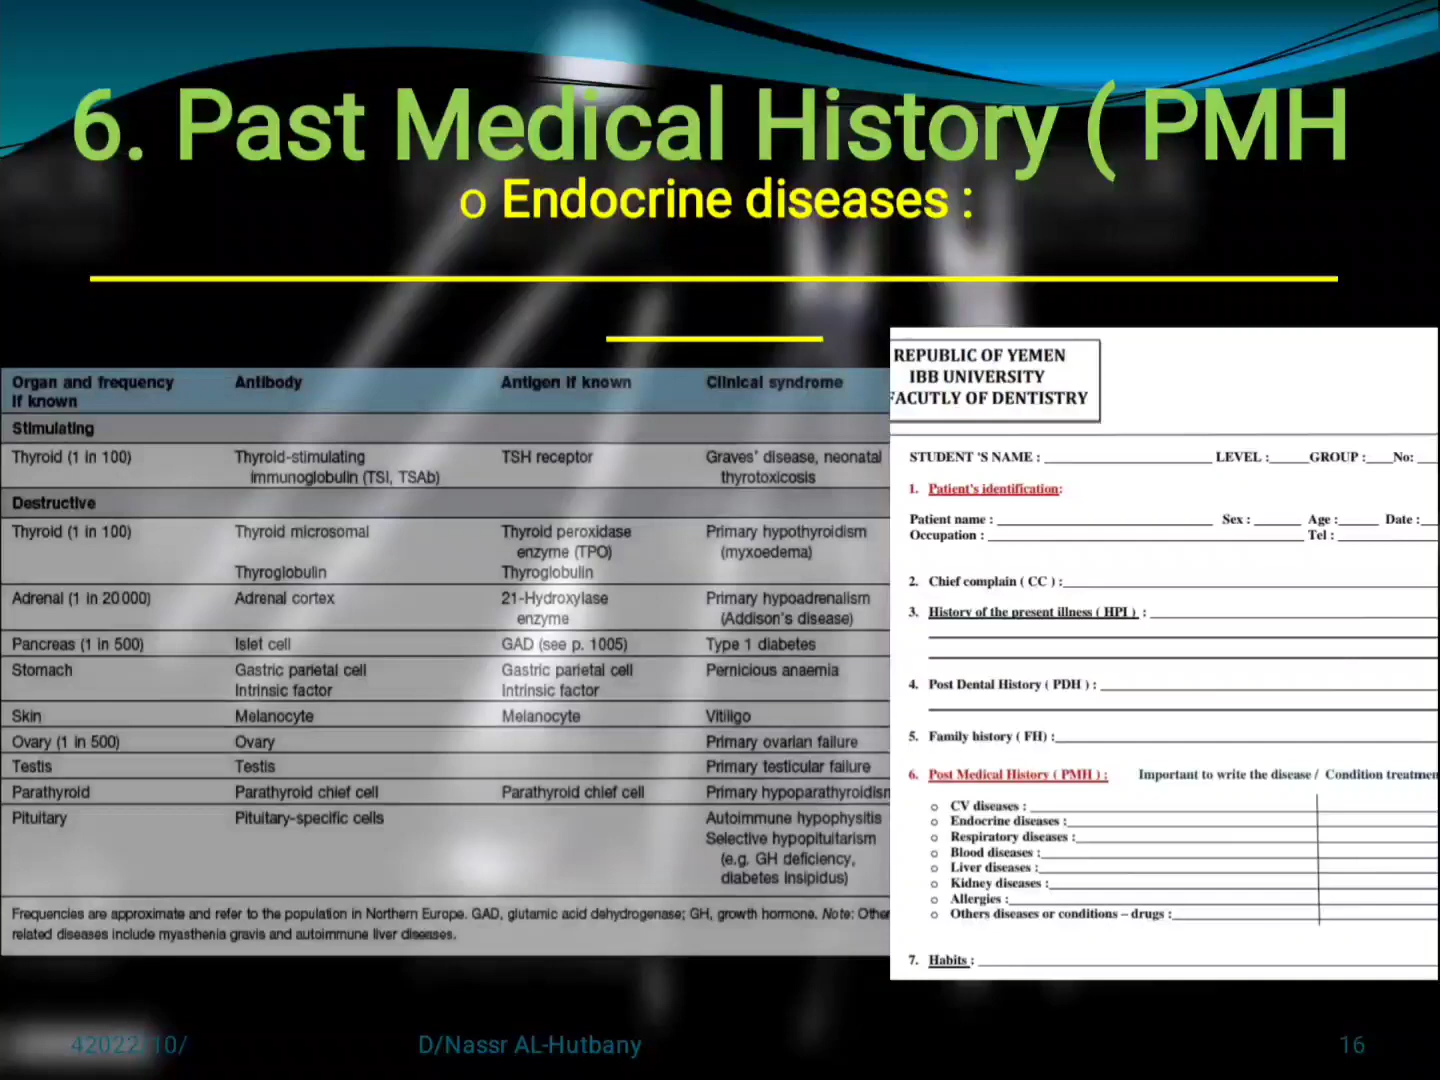 6. Past Medical History ( PMH
o Endocrine diseases :
Organ and frequency if known Antibody Antigen if known Clinical syndrome
Stimulating
Thyroid (1 in 100) Thyroid-stimulating immunoglobulin (TSI, TSAb) TSH receptor Graves' disease, neonatal thyrotoxicosis
Destructive
Thyroid (1 in 100) Thyroid microsomal Thyroid peroxidase enzyme (TPO) Primary hypothyroidism (myxoedema)
Thyroglobulin Thyroglobulin
Adrenal (1 in 20 000) Adrenal cortex 21-Hydroxylase enzyme Primary hypoadrenalism (Addison's disease)
Pancreas (1 in 500) Islet cell GAD (see p. 1005) Type 1 diabetes
Stomach Gastric parietal cell Gastric parietal cell Pernicious anaemia
Intrinsic factor Intrinsic factor
Skin Melanocyte Melanocyte Vitiligo
Ovary (1 in 500) Ovary Primary ovarian failure
Testis Testis Primary testicular failure
Parathyroid Parathyroid chief cell Parathyroid chief cell Primary hypoparathyroidism
Pituitary Pituitary-specific cells Autoimmune hypophysitis
Selective hypopituitarism
(e.g. GH deficiency,
diabetes insipidus)
Frequencies are approximate and refer to the population in Northern Europe. GAD, glutamic acid dehydrogenase; GH, growth hormone. Note: Other
related diseases include myasthenia gravis and autoimmune liver diseases.
REPUBLIC OF YEMEN
IBB UNIVERSITY
FACUTLY OF DENTISTRY
STUDENT 'S NAME : LEVEL : GROUP : No:
1. Patient's identification:
Patient name : Sex : Age : Date :
Occupation : Tel :
2. Chief complain ( CC ) :
3. History of the present illness ( HPI ) :
4. Post Dental History ( PDH ) :
5. Family history ( FH) :
6. Post Medical History ( PMH ) : Important to write the disease / Condition treatmen
o CV diseases :
o Endocrine diseases :
o Respiratory diseases :
o Blood diseases :
o Liver diseases :
o Kidney diseases :
o Allergies :
o Others diseases or conditions – drugs :
7. Habits :
42022/10/ D/Nassr AL-Hutbany 16